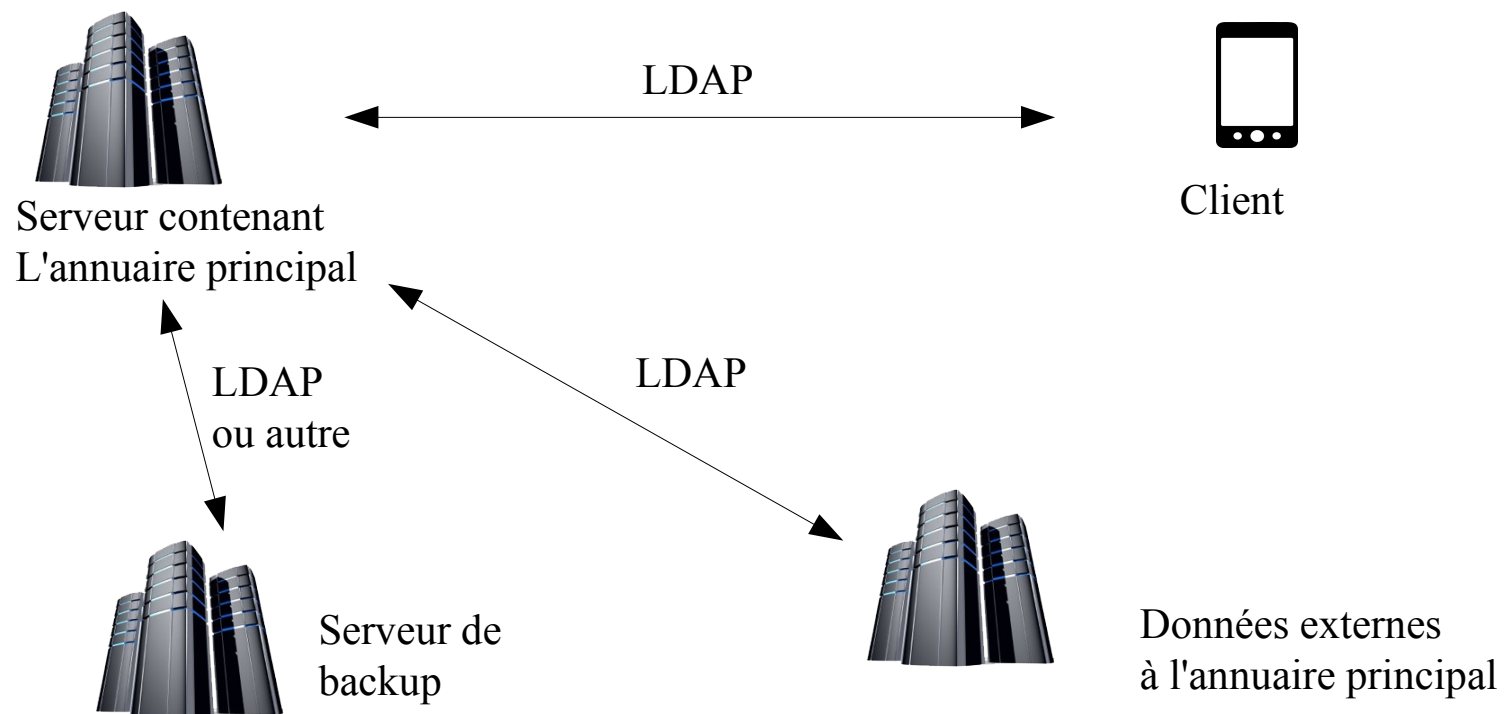 LDAP
Client
Serveur contenant
L'annuaire principal
LDAP
ou autre
LDAP
Serveur de
backup
Données externes
à l'annuaire principal